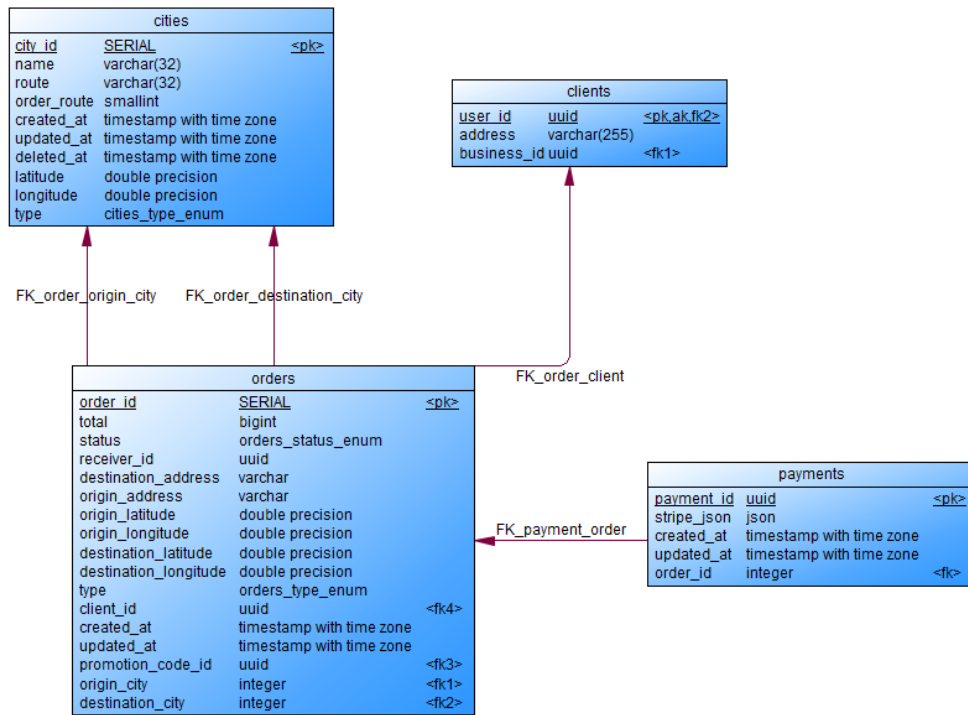 cities
city_id SERIAL <pk>
name varchar(32)
route varchar(32)
order_route smallint
created_at timestamp with time zone
updated_at timestamp with time zone
deleted_at timestamp with time zone
latitude double precision
longitude double precision
type cities_type_enum
clients
user_id uuid <pk,ak,fk2>
address varchar(255)
business_id uuid <fk1>
FK_order_origin_city
FK_order_destination_city
FK_order_client
orders
order_id SERIAL <pk>
total bigint
status orders_status_enum
receiver_id uuid
destination_address varchar
origin_address varchar
origin_latitude double precision
origin_longitude double precision
destination_latitude double precision
destination_longitude double precision
type orders_type_enum
client_id uuid <fk4>
created_at timestamp with time zone
updated_at timestamp with time zone
promotion_code_id uuid <fk3>
origin_city integer <fk1>
destination_city integer <fk2>
FK_payment_order
payments
payment_id uuid <pk>
stripe_json json
created_at timestamp with time zone
updated_at timestamp with time zone
order_id integer <fk>